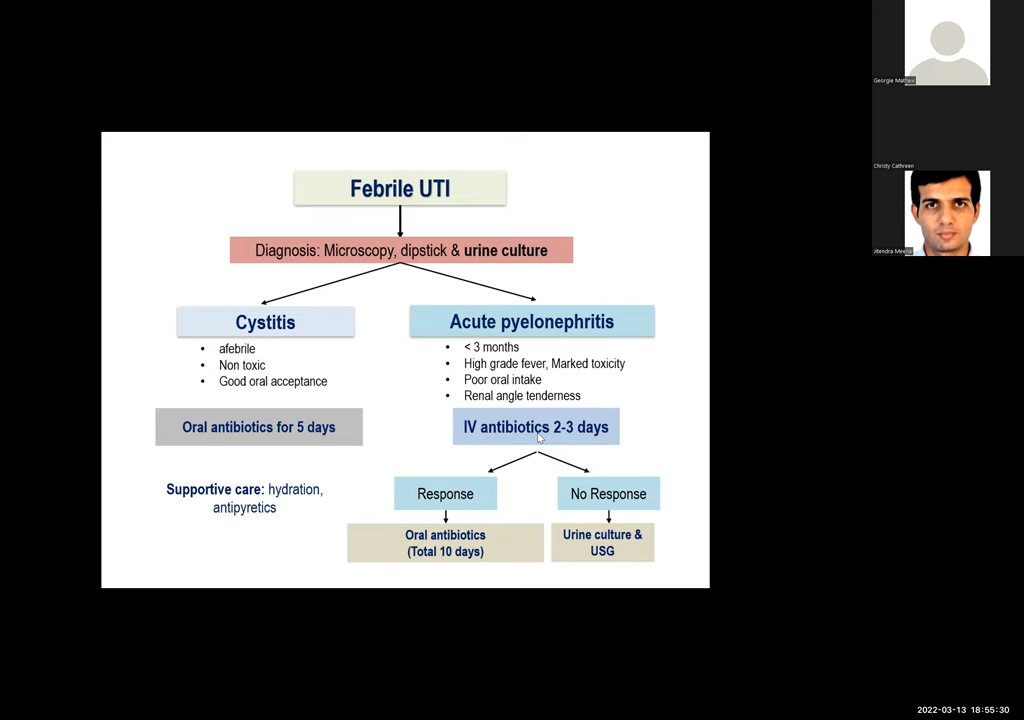 Georgie Mathew
Christy Cathreen
Jitendra Meena
Febrile UTI
Diagnosis: Microscopy, dipstick & urine culture
Cystitis
• afebrile
• Non toxic
• Good oral acceptance
Oral antibiotics for 5 days
Supportive care: hydration,
antipyretics
Acute pyelonephritis
• < 3 months
• High grade fever, Marked toxicity
• Poor oral intake
• Renal angle tenderness
IV antibiotics 2-3 days
Response
No Response
Oral antibiotics
(Total 10 days)
Urine culture &
USG
2022-03-13 18:55:30